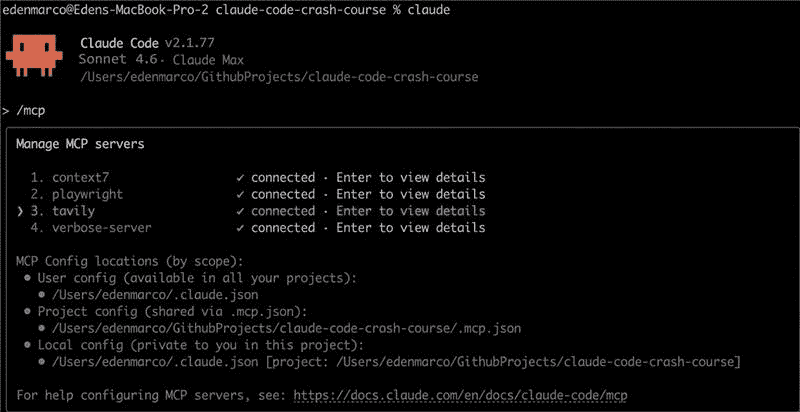 edenmarco@Edens-MacBook-Pro-2 claude-code-crash-course % claude
Claude Code v2.1.77
Sonnet 4.6 · Claude Max
/Users/edenmarco/GithubProjects/claude-code-crash-course
> /mcp
Manage MCP servers
1. context7 ✓ connected · Enter to view details
2. playwright ✓ connected · Enter to view details
❯ 3. tavily ✓ connected · Enter to view details
4. verbose-server ✓ connected · Enter to view details
MCP Config locations (by scope):
• User config (available in all your projects):
• /Users/edenmarco/.claude.json
• Project config (shared via .mcp.json):
• /Users/edenmarco/GithubProjects/claude-code-crash-course/.mcp.json
• Local config (private to you in this project):
• /Users/edenmarco/.claude.json [project: /Users/edenmarco/GithubProjects/claude-code-crash-course]
For help configuring MCP servers, see: https://docs.claude.com/en/docs/claude-code/mcp